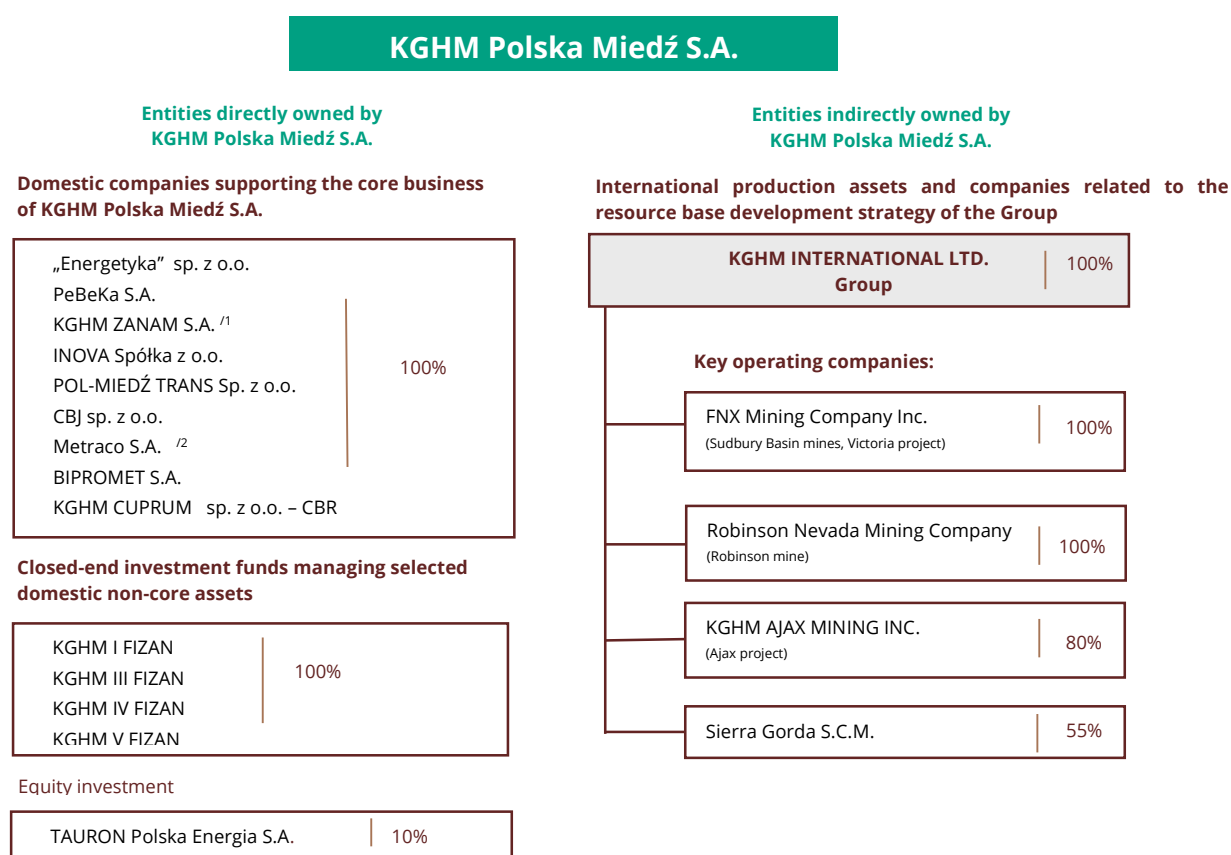 KGHM Polska Miedź S.A.
Entities directly owned by
KGHM Polska Miedź S.A.
Domestic companies supporting the core business
of KGHM Polska Miedź S.A.
„Energetyka” sp. z o.o.
PeBeKa S.A.
KGHM ZANAM S.A. /1
INOVA Spółka z o.o.
POL-MIEDŹ TRANS Sp. z o.o.
CBJ sp. z o.o.
Metraco S.A. /2
BIPROMET S.A.
KGHM CUPRUM sp. z o.o. – CBR
100%
Closed-end investment funds managing selected
domestic non-core assets
KGHM I FIZAN
KGHM III FIZAN
KGHM IV FIZAN
KGHM V FIZAN
100%
Equity investment
TAURON Polska Energia S.A.
10%
Entities indirectly owned by
KGHM Polska Miedź S.A.
International production assets and companies related to the
resource base development strategy of the Group
KGHM INTERNATIONAL LTD.
Group
100%
Key operating companies:
FNX Mining Company Inc.
(Sudbury Basin mines, Victoria project)
100%
Robinson Nevada Mining Company
(Robinson mine)
100%
KGHM AJAX MINING INC.
(Ajax project)
80%
Sierra Gorda S.C.M.
55%